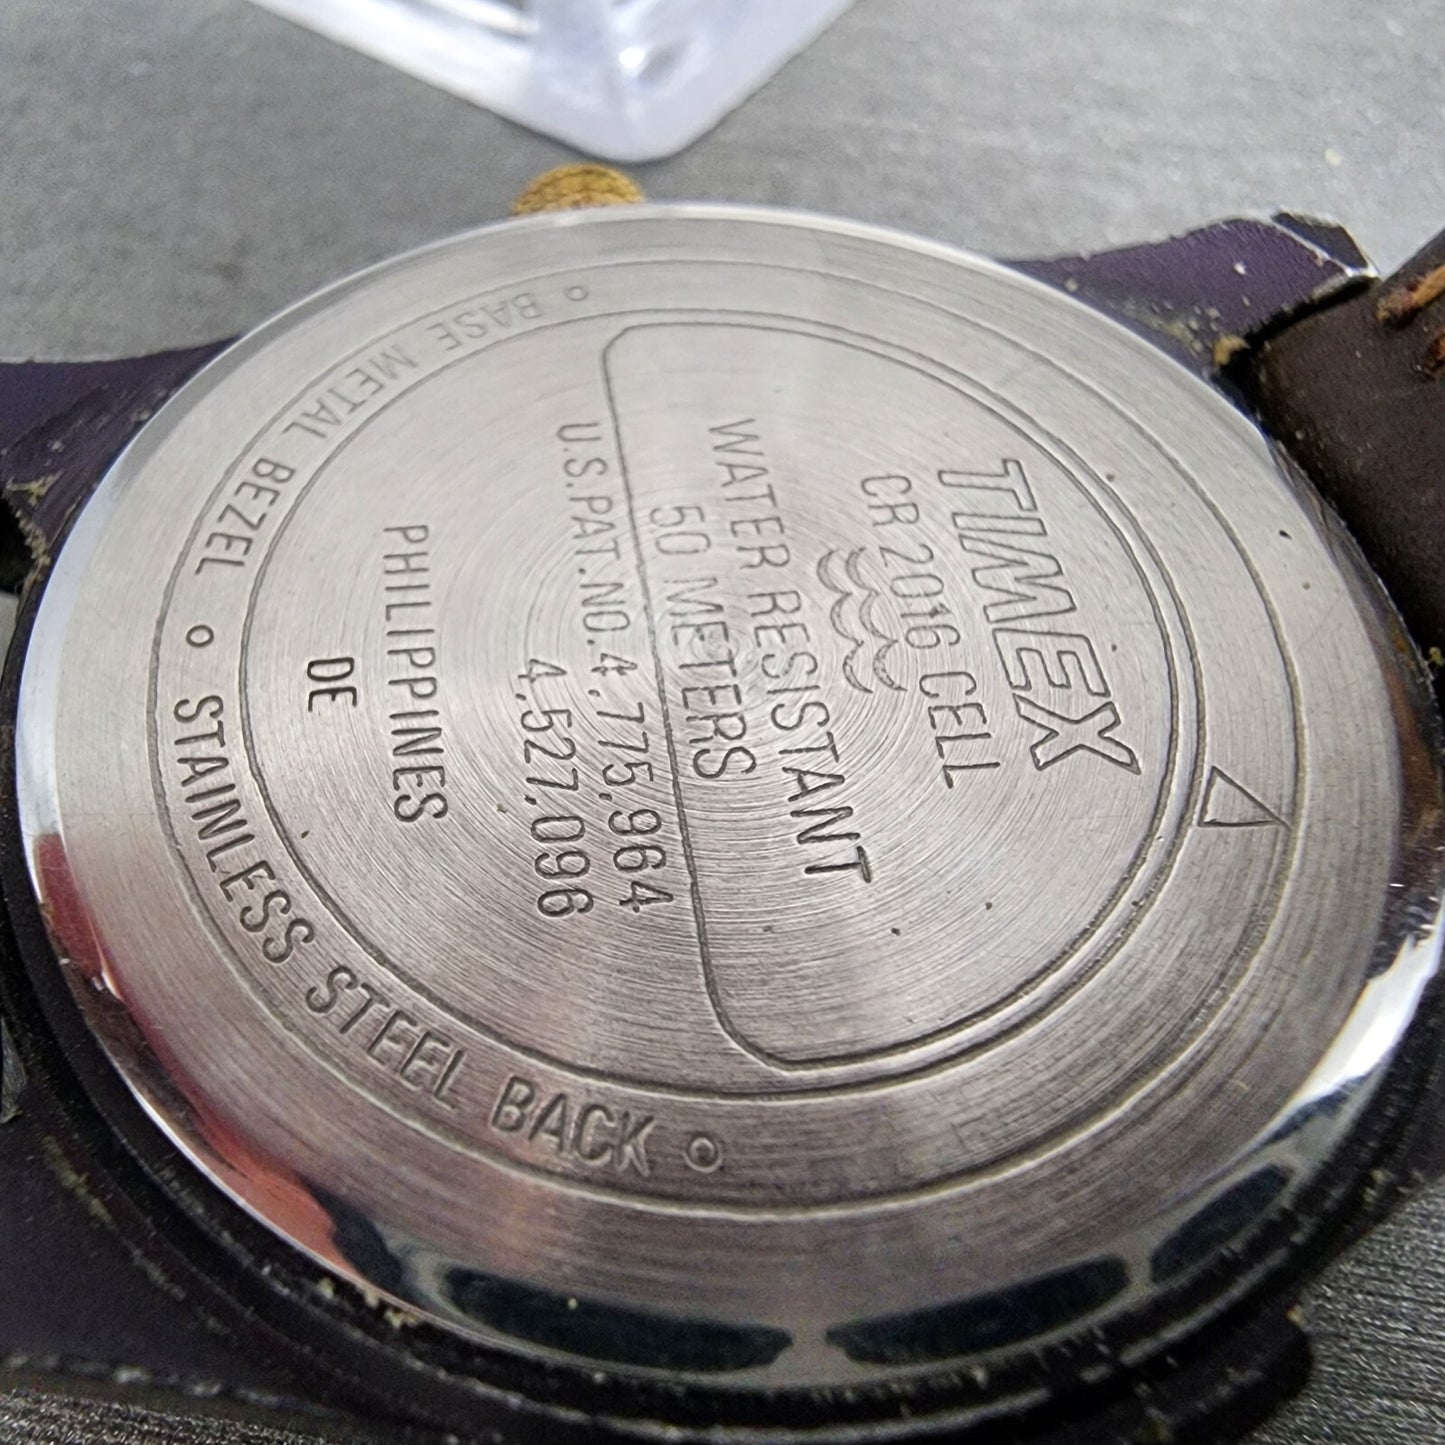 TIMEX
CR 2016 CELL
WATER RESISTANT
50 METERS
U.S.PAT.NO.4,775,964
4,527,096
PHILIPPINES
DE
BASE METAL BEZEL
STAINLESS STEEL BACK